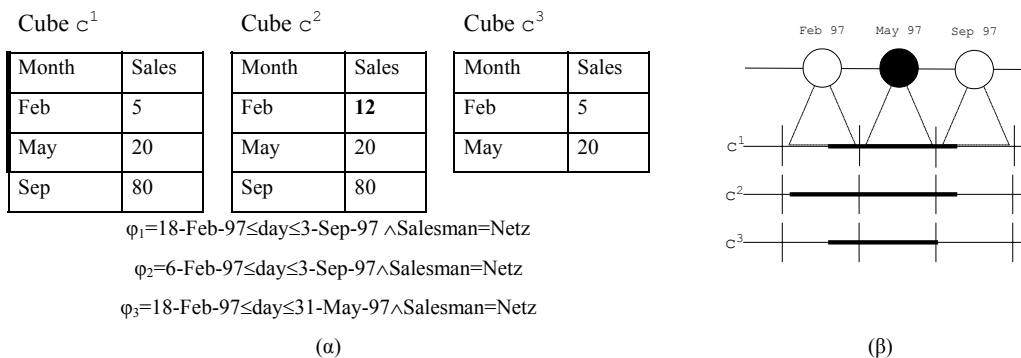 Cube c¹
Month Sales
Feb 5
May 20
Sep 80
Cube c²
Month Sales
Feb 12
May 20
Sep 80
Cube c³
Month Sales
Feb 5
May 20
φ₁=18-Feb-97≤day≤3-Sep-97 ∧Salesman=Netz
φ₂=6-Feb-97≤day≤3-Sep-97∧Salesman=Netz
φ₃=18-Feb-97≤day≤31-May-97∧Salesman=Netz
(α)
Feb 97 May 97 Sep 97
c¹
c²
c³
(β)